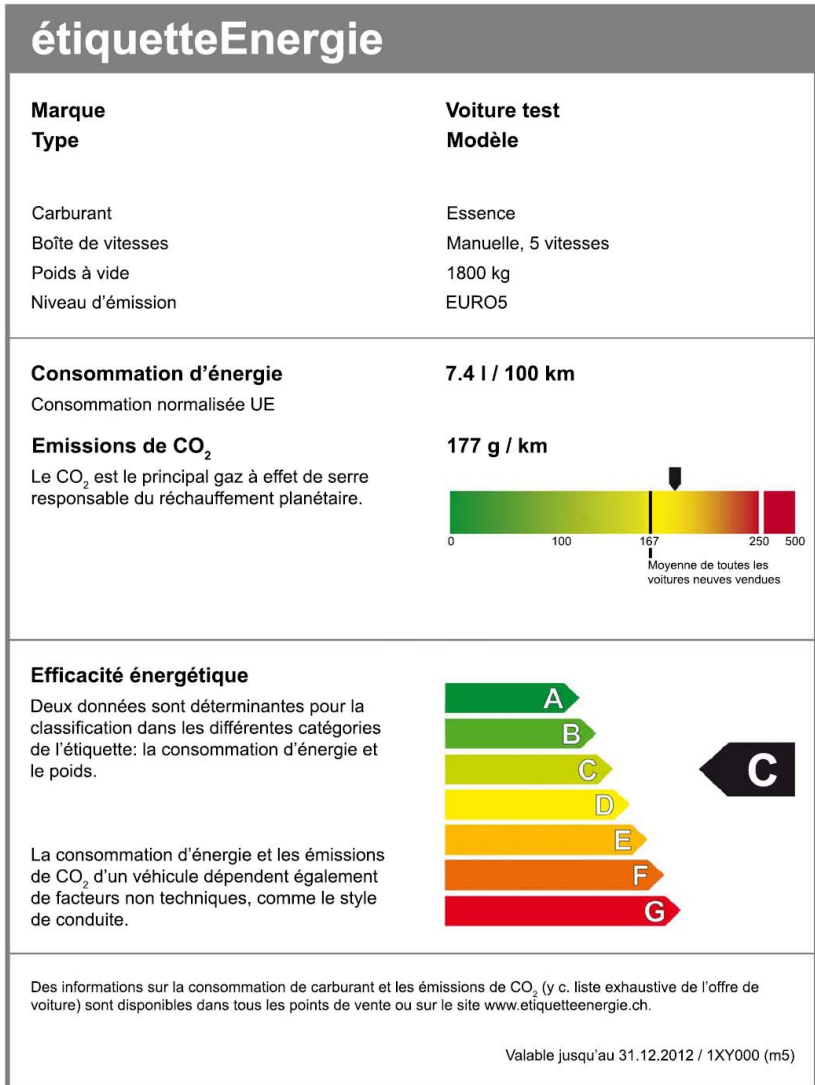 étiquetteEnergie
Marque Voiture test
Type Modèle
Carburant Essence
Boîte de vitesses Manuelle, 5 vitesses
Poids à vide 1800 kg
Niveau d’émission EURO5
Consommation d’énergie 7.4 l / 100 km
Consommation normalisée UE
Emissions de CO₂ 177 g / km
Le CO₂ est le principal gaz à effet de serre
responsable du réchauffement planétaire.
0 100 167 250 500
Moyenne de toutes les
voitures neuves vendues
Efficacité énergétique
Deux données sont déterminantes pour la
classification dans les différentes catégories
de l’étiquette: la consommation d’énergie et
le poids.
La consommation d’énergie et les émissions
de CO₂ d’un véhicule dépendent également
de facteurs non techniques, comme le style
de conduite.
A
B
C
D
E
F
G
C
Des informations sur la consommation de carburant et les émissions de CO₂ (y c. liste exhaustive de l’offre de
voiture) sont disponibles dans tous les points de vente ou sur le site www.etiquetteenergie.ch.
Valable jusqu’au 31.12.2012 / 1XY000 (m5)